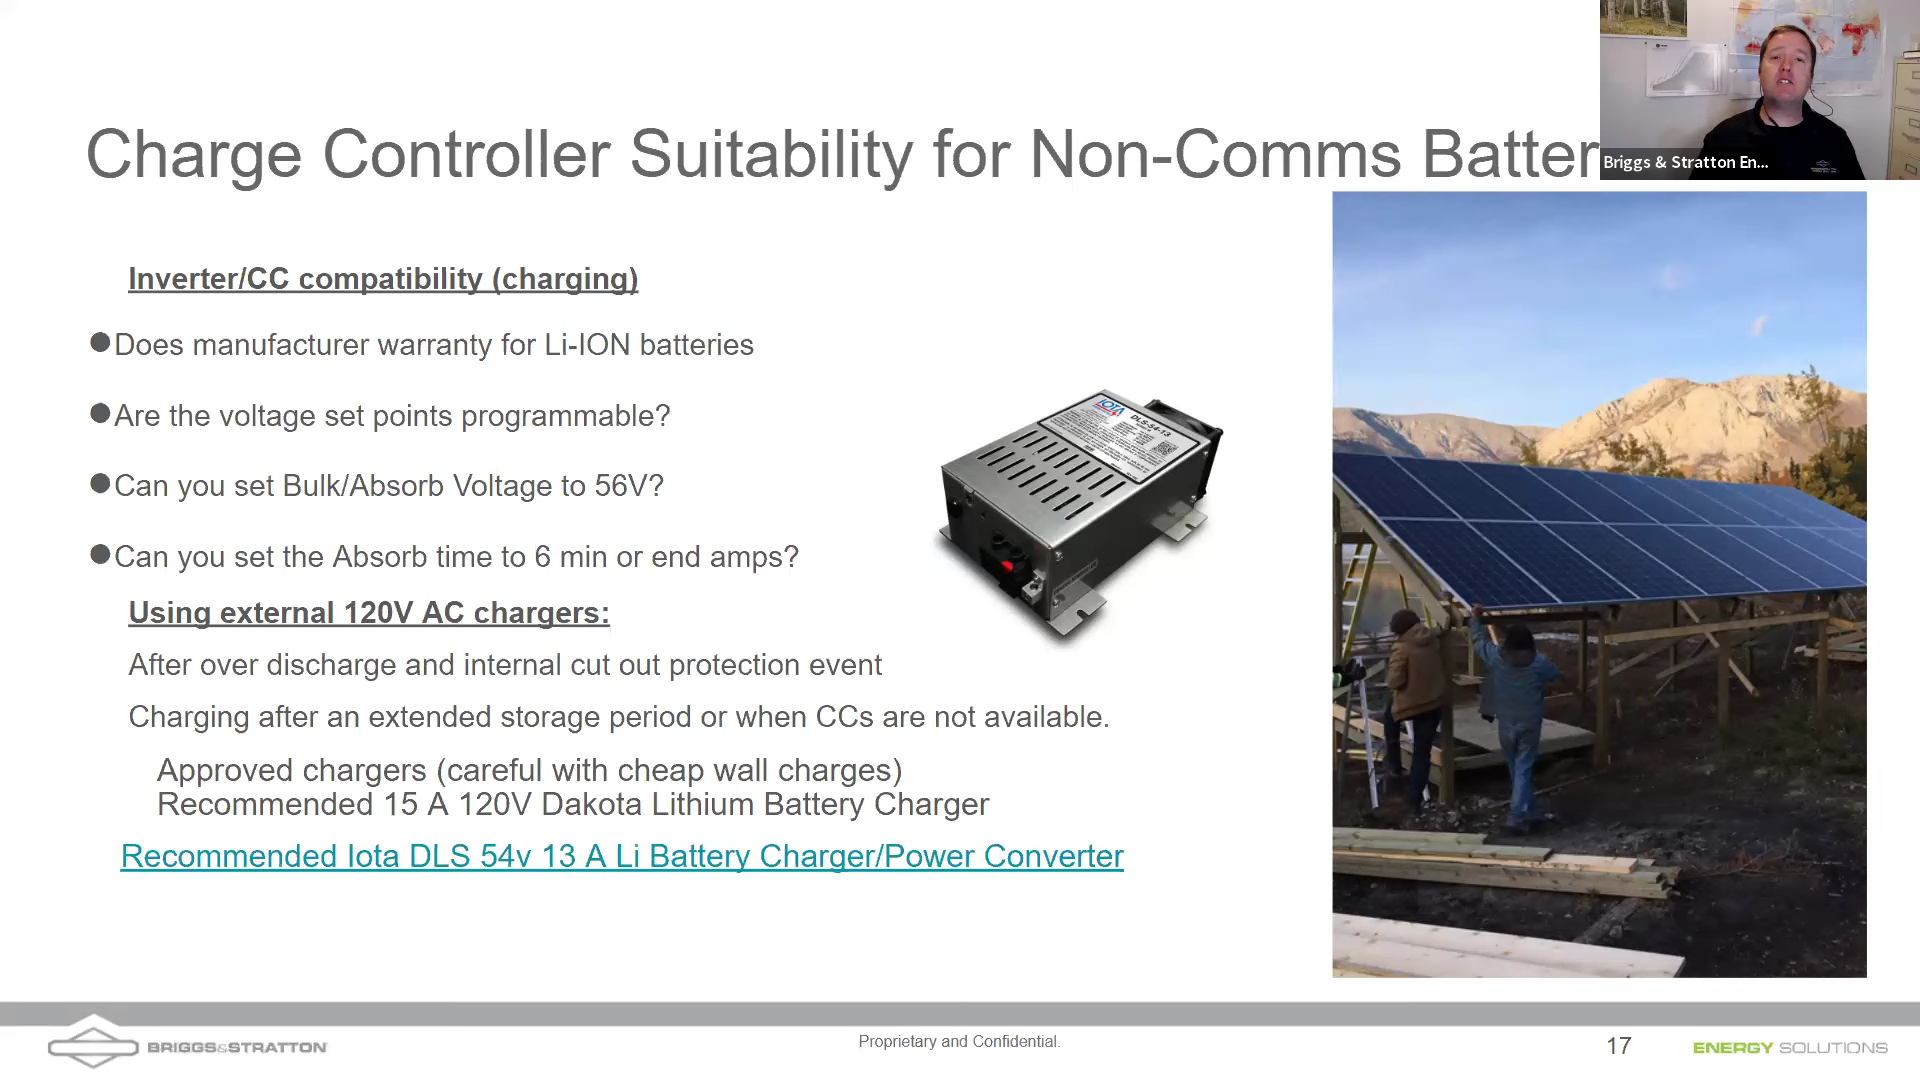 Charge Controller Suitability for Non-Comms Batter
Briggs & Stratton En...
Inverter/CC compatibility (charging)
Does manufacturer warranty for Li-ION batteries
Are the voltage set points programmable?
Can you set Bulk/Absorb Voltage to 56V?
Can you set the Absorb time to 6 min or end amps?
IOTA
DLS-54-13
Using external 120V AC chargers:
After over discharge and internal cut out protection event
Charging after an extended storage period or when CCs are not available.
Approved chargers (careful with cheap wall charges)
Recommended 15 A 120V Dakota Lithium Battery Charger
Recommended Iota DLS 54v 13 A Li Battery Charger/Power Converter
BRIGGS&STRATTON
Proprietary and Confidential.
17
ENERGY SOLUTIONS